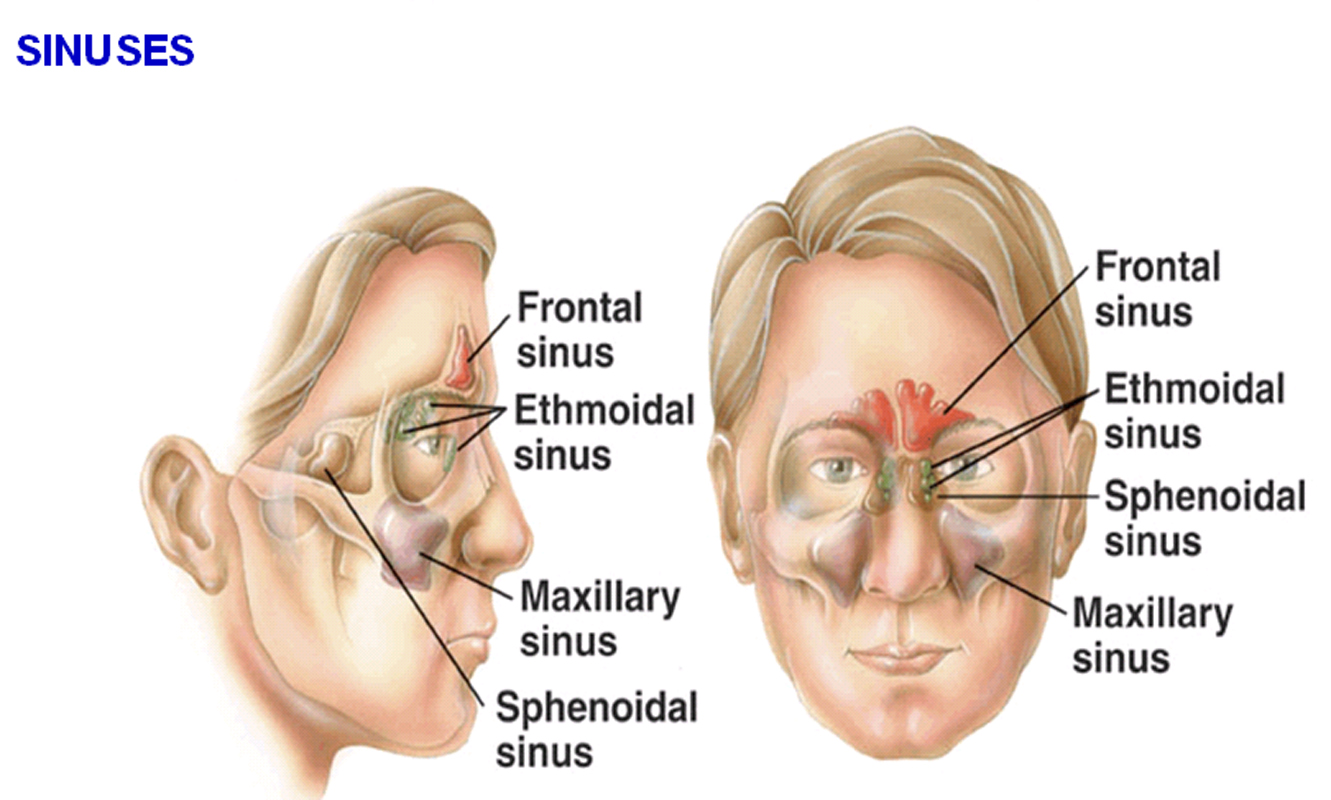 SINUSES
Frontal
sinus
Ethmoidal
sinus
Maxillary
sinus
Sphenoidal
sinus
Frontal
sinus
Ethmoidal
sinus
Sphenoidal
sinus
Maxillary
sinus